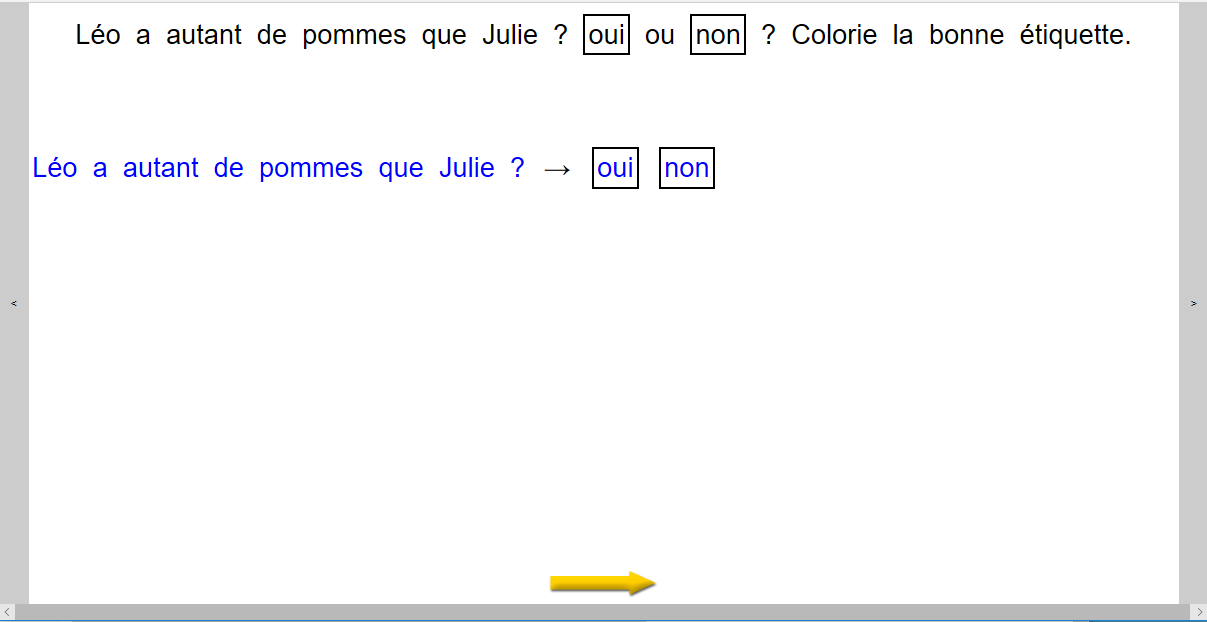 Léo a autant de pommes que Julie ? oui ou non ? Colorie la bonne étiquette.
Léo a autant de pommes que Julie ? → oui non
< >